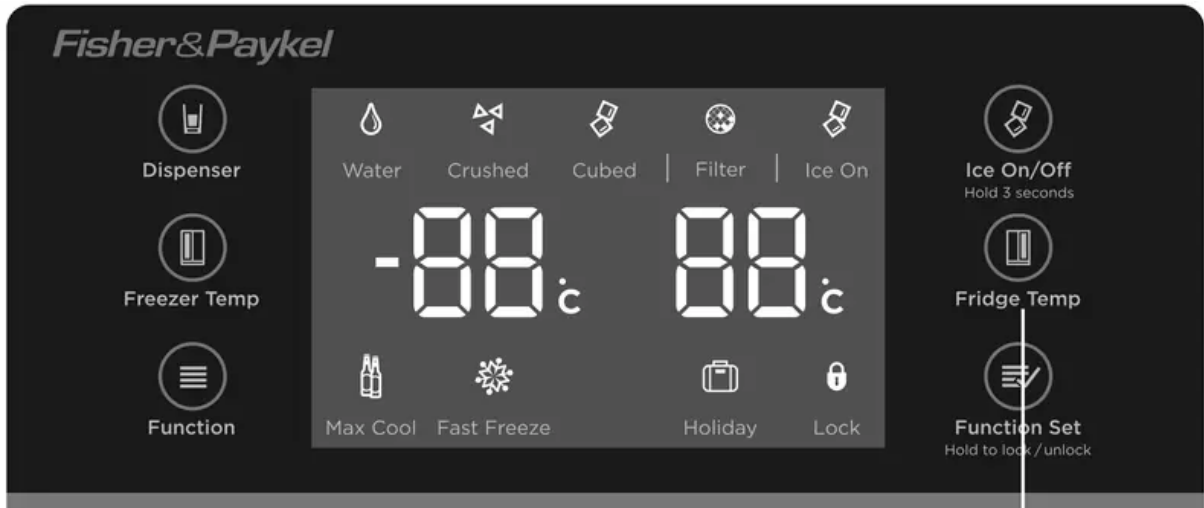 Fisher&Paykel
Dispenser
Water
Crushed
Cubed
Filter
Ice On
Ice On/Off
Hold 3 seconds
Freezer Temp
-88°C
88°C
Fridge Temp
Function
Max Cool
Fast Freeze
Holiday
Lock
Function Set
Hold to lock/unlock